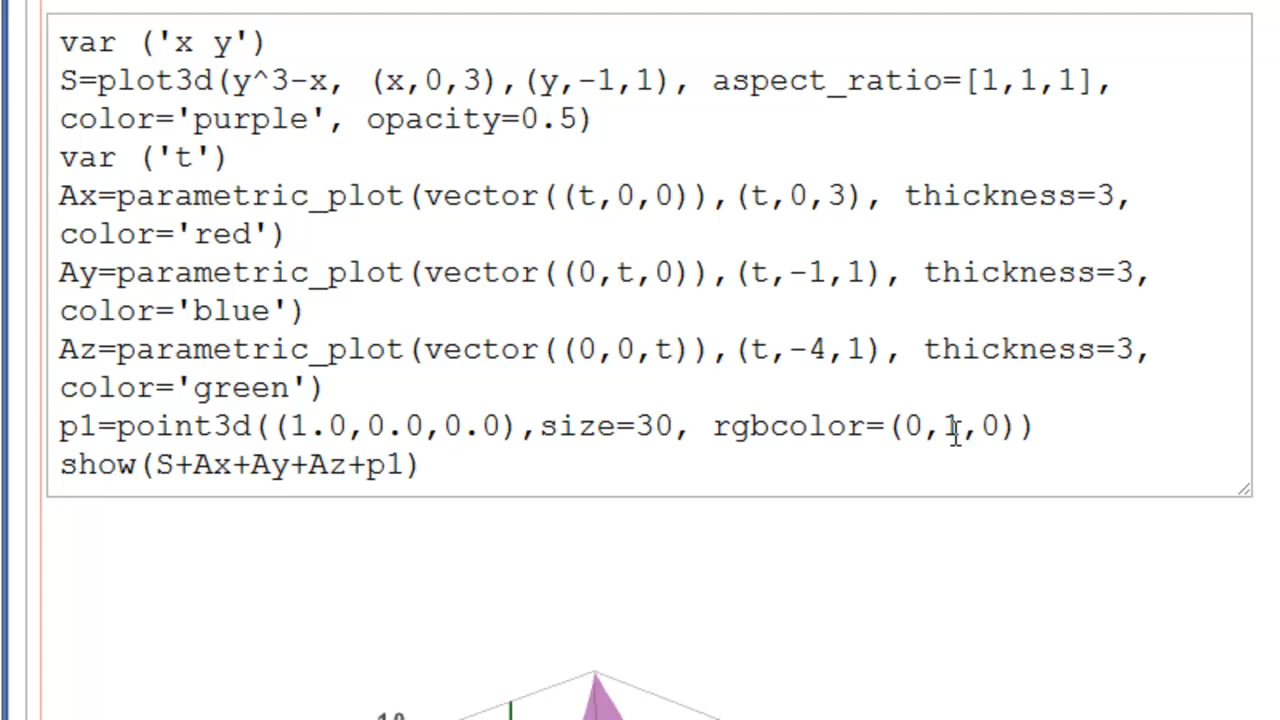 var ('x y')
S=plot3d(y^3-x, (x,0,3),(y,-1,1), aspect_ratio=[1,1,1],
color='purple', opacity=0.5)
var ('t')
Ax=parametric_plot(vector((t,0,0)),(t,0,3), thickness=3,
color='red')
Ay=parametric_plot(vector((0,t,0)),(t,-1,1), thickness=3,
color='blue')
Az=parametric_plot(vector((0,0,t)),(t,-4,1), thickness=3,
color='green')
p1=point3d((1.0,0.0,0.0),size=30, rgbcolor=(0,1,0))
show(S+Ax+Ay+Az+p1)